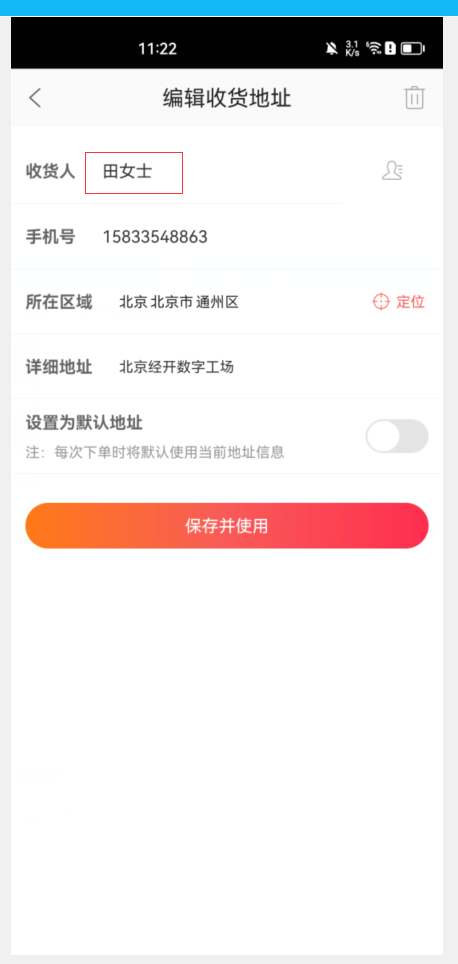 11:22
3.1
K/s
编辑收货地址
收货人 田女士
手机号 15833548863
所在区域 北京 北京市 通州区 定位
详细地址 北京经开数字工场
设置为默认地址
注：每次下单时将默认使用当前地址信息
保存并使用